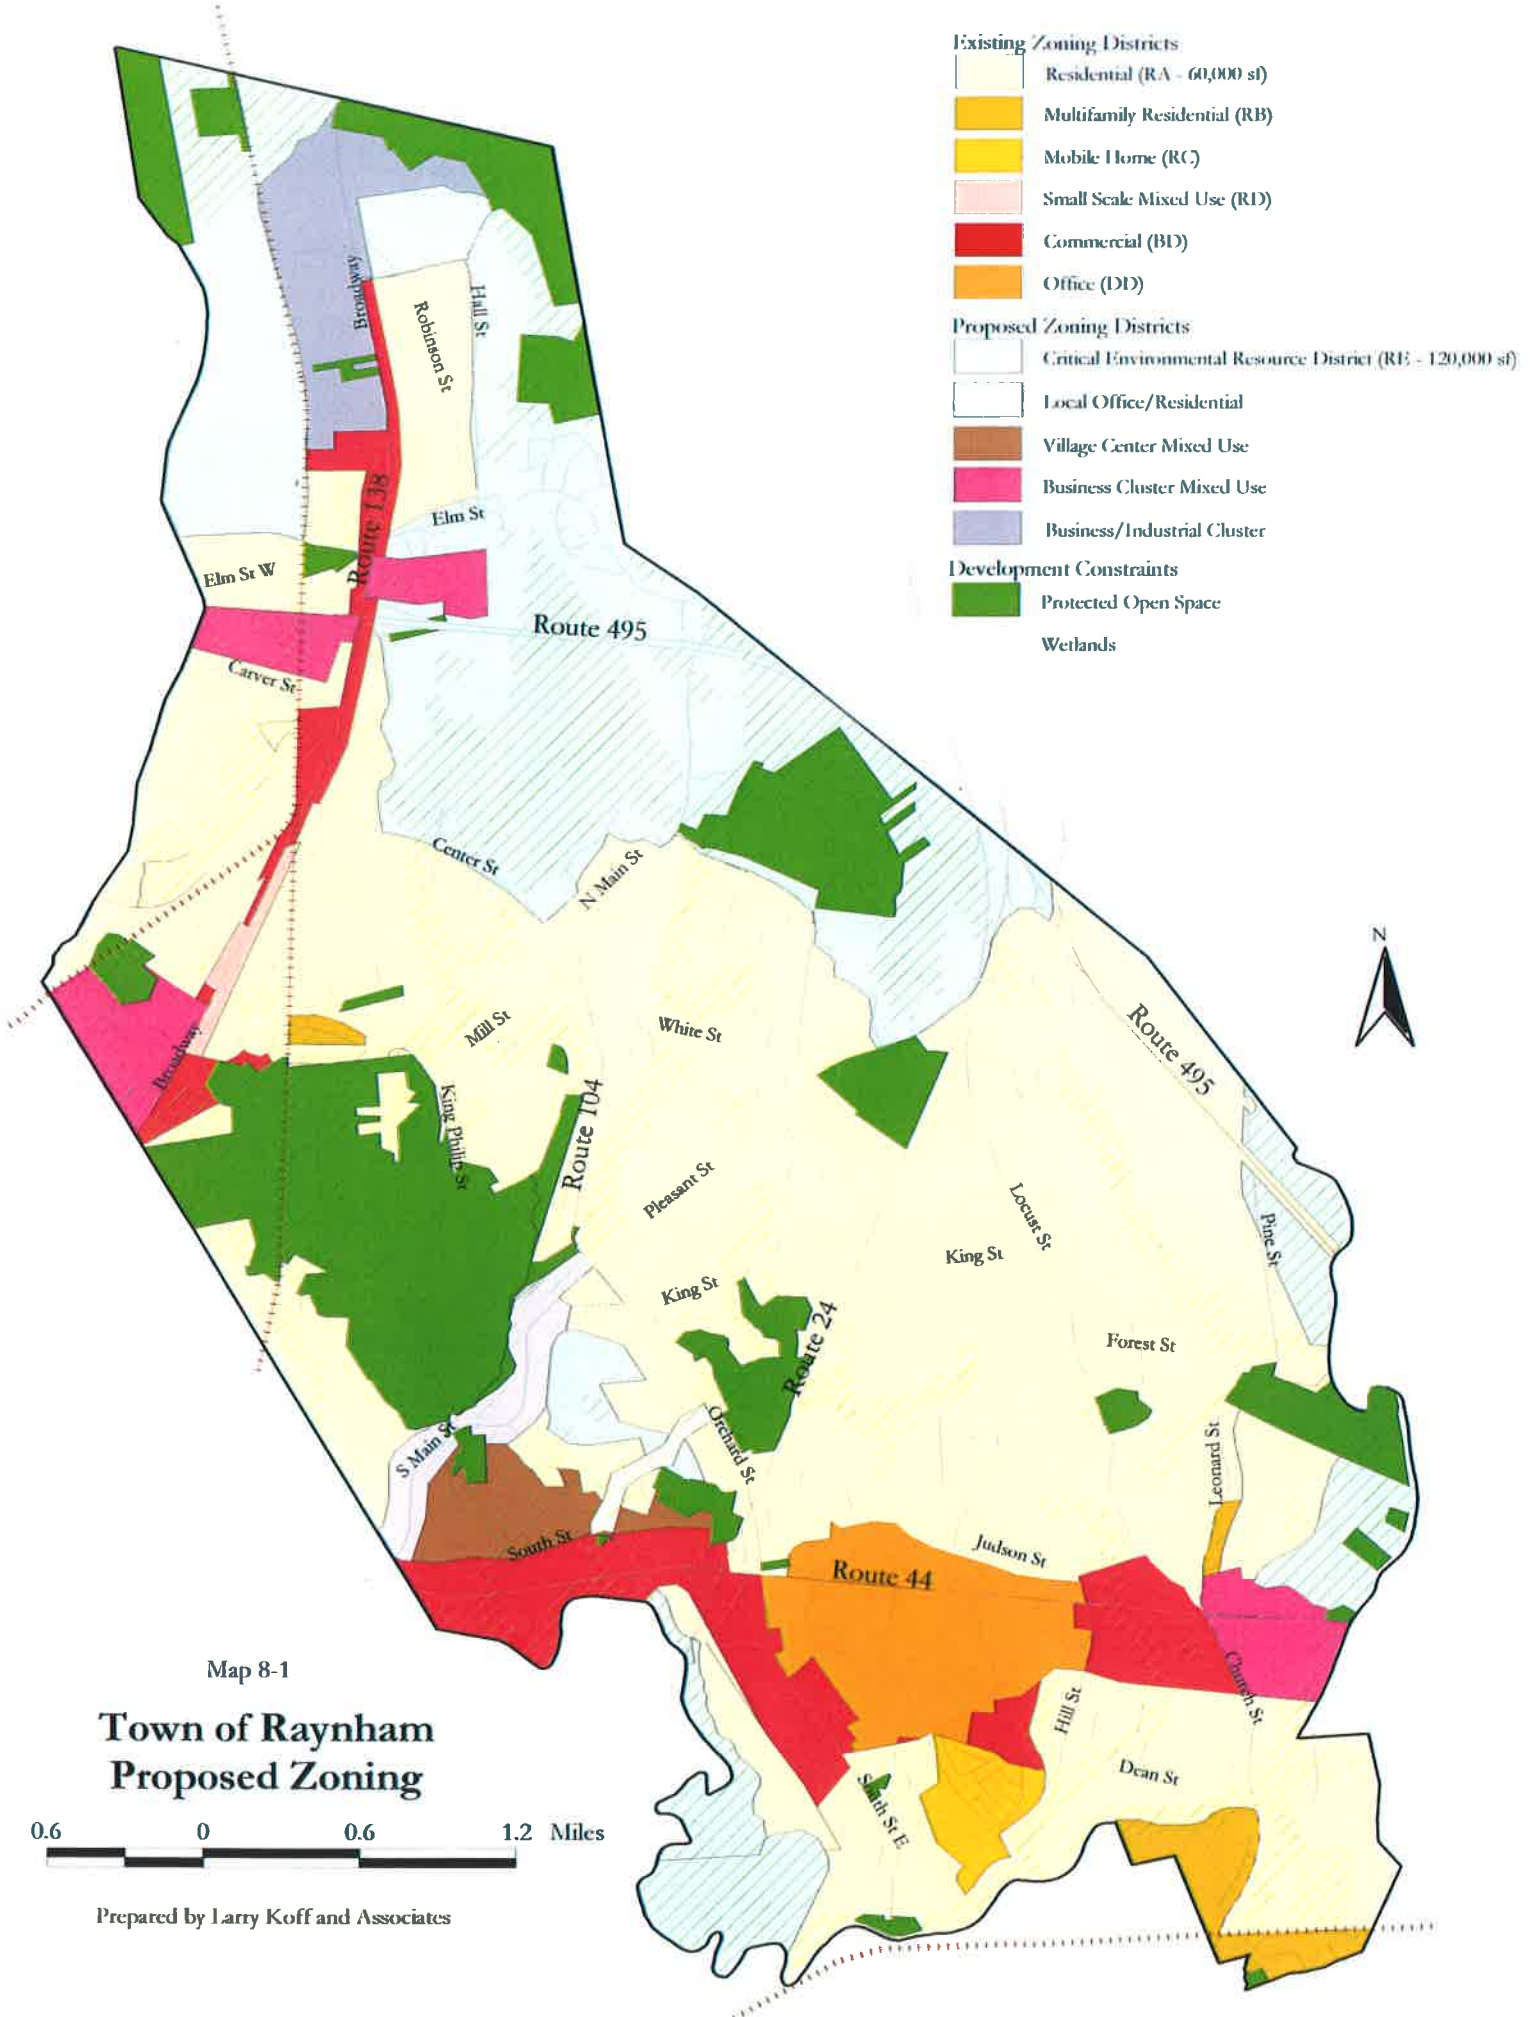 Existing Zoning Districts
Residential (RA - 60,000 sf)
Multifamily Residential (RB)
Mobile Home (RC)
Small Scale Mixed Use (RD)
Commercial (BD)
Office (DD)
Proposed Zoning Districts
Critical Environmental Resource District (RE - 120,000 sf)
Local Office/Residential
Village Center Mixed Use
Business Cluster Mixed Use
Business/Industrial Cluster
Development Constraints
Protected Open Space
Wetlands
Broadway
Robinson St
Hall St
Route 138
Elm St
Elm St W
Route 495
Carver St
Center St
N Main St
N
Mill St
White St
Route 495
Broadway
King Philip St
Route 104
Pleasant St
Locust St
King St
Pine St
King St
Route 24
Forest St
Orchard St
S Main St
Leonard St
South St
Judson St
Route 44
Church St
Hill St
Dean St
South St E
Map 8-1
Town of Raynham
Proposed Zoning
0.6 0 0.6 1.2 Miles
Prepared by Larry Koff and Associates